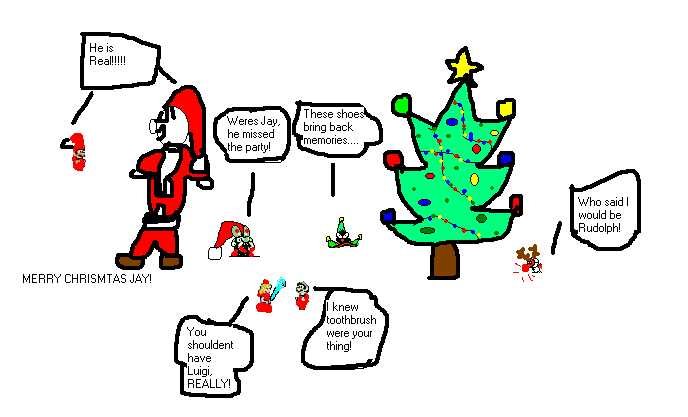 He is
Real!!!!!
Weres Jay,
he missed
the party!
These shoes
bring back
memories....
Who said I
would be
Rudolph!
MERRY CHRISMTAS JAY!
You
shouldent
have
Luigi,
REALLY!
I knew
toothbrush
were your
thing!